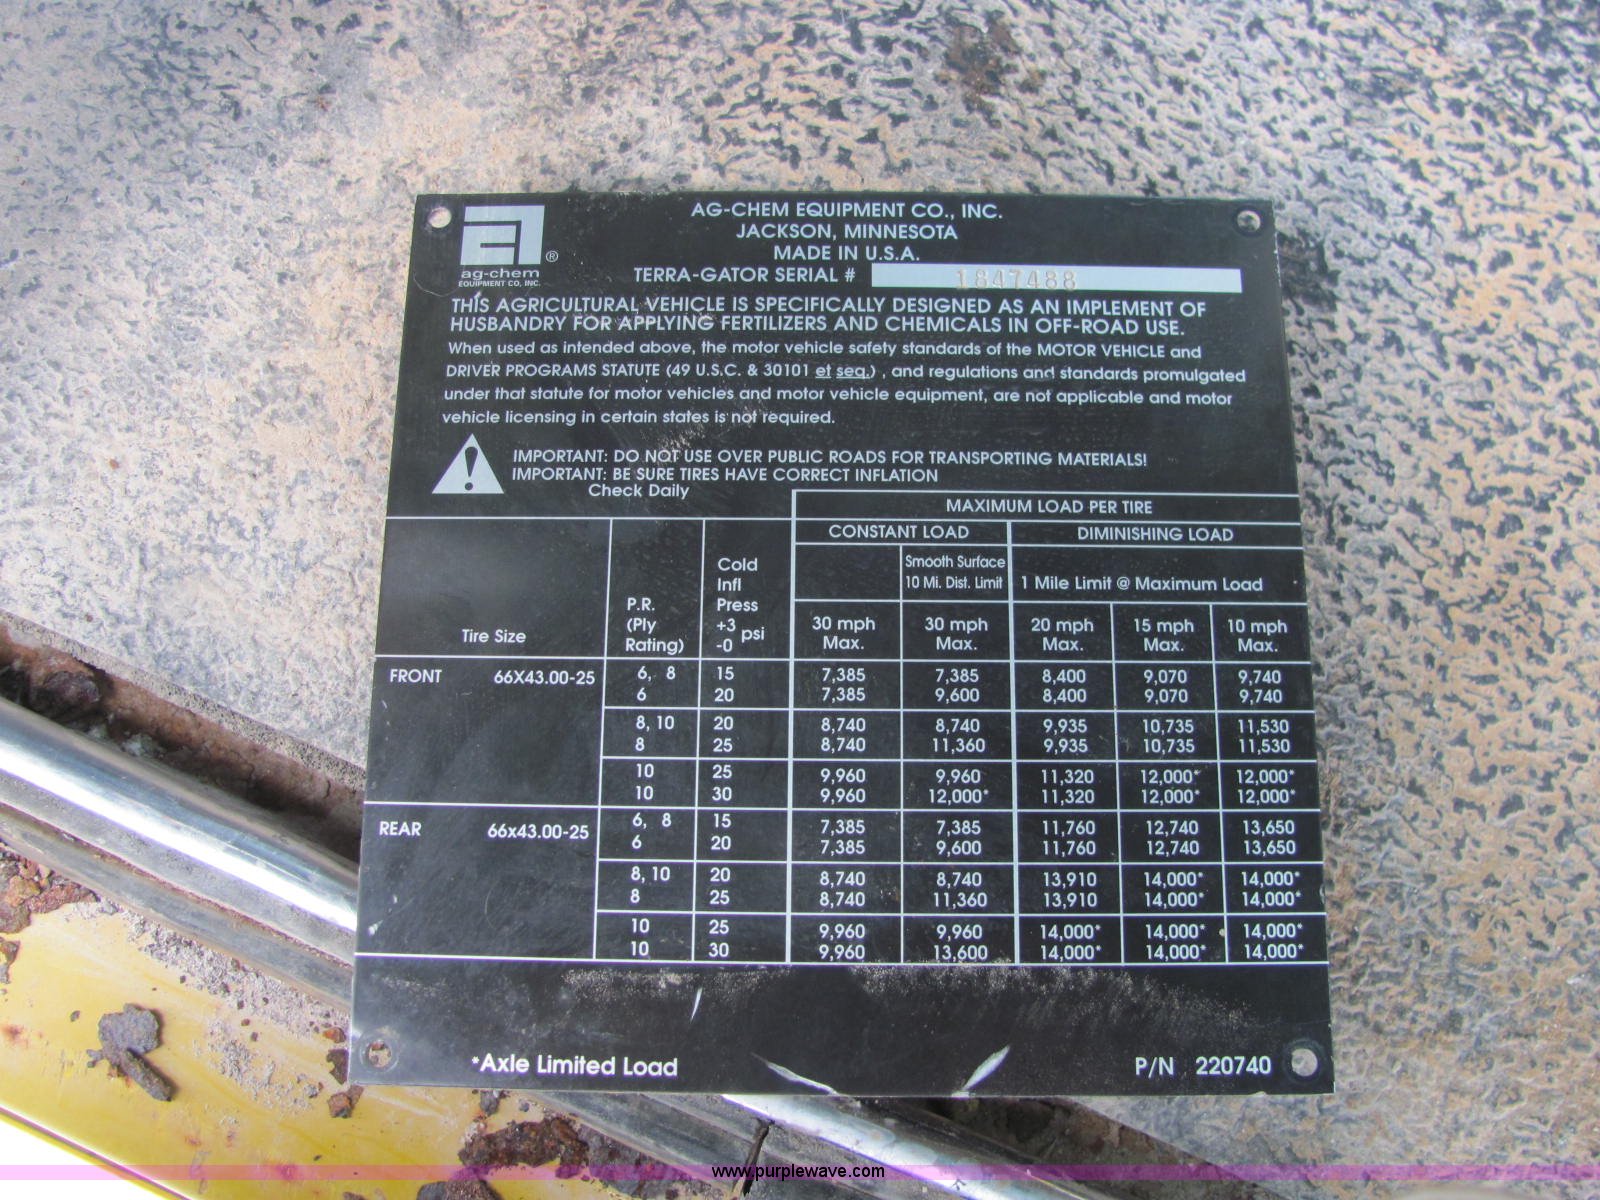 AG-CHEM EQUIPMENT CO., INC.
JACKSON, MINNESOTA
MADE IN U.S.A.
ag-chem ®
EQUIPMENT CO, INC.
TERRA-GATOR SERIAL # 1847488
THIS AGRICULTURAL VEHICLE IS SPECIFICALLY DESIGNED AS AN IMPLEMENT OF
HUSBANDRY FOR APPLYING FERTILIZERS AND CHEMICALS IN OFF-ROAD USE.
When used as intended above, the motor vehicle safety standards of the MOTOR VEHICLE and
DRIVER PROGRAMS STATUTE (49 U.S.C. & 30101 et seq.) , and regulations and standards promulgated
under that statute for motor vehicles and motor vehicle equipment, are not applicable and motor
vehicle licensing in certain states is not required.
IMPORTANT: DO NOT USE OVER PUBLIC ROADS FOR TRANSPORTING MATERIALS!
IMPORTANT: BE SURE TIRES HAVE CORRECT INFLATION
Check Daily
MAXIMUM LOAD PER TIRE
CONSTANT LOAD DIMINISHING LOAD
Smooth Surface
10 Mi. Dist. Limit 1 Mile Limit @ Maximum Load
Tire Size
P.R.
(Ply
Rating)
Cold
Infl
Press
+3
-0 psi
30 mph
Max.
30 mph
Max.
20 mph
Max.
15 mph
Max.
10 mph
Max.
FRONT 66X43.00-25 6, 8 15 7,385 7,385 8,400 9,070 9,740
6 20 7,385 9,600 8,400 9,070 9,740
8, 10 20 8,740 8,740 9,935 10,735 11,530
8 25 8,740 11,360 9,935 10,735 11,530
10 25 9,960 9,960 11,320 12,000* 12,000*
10 30 9,960 12,000* 11,320 12,000* 12,000*
REAR 66x43.00-25 6, 8 15 7,385 7,385 11,760 12,740 13,650
6 20 7,385 9,600 11,760 12,740 13,650
8, 10 20 8,740 8,740 13,910 14,000* 14,000*
8 25 8,740 11,360 13,910 14,000* 14,000*
10 25 9,960 9,960 14,000* 14,000* 14,000*
10 30 9,960 13,600 14,000* 14,000* 14,000*
*Axle Limited Load P/N 220740
www.purplewave.com